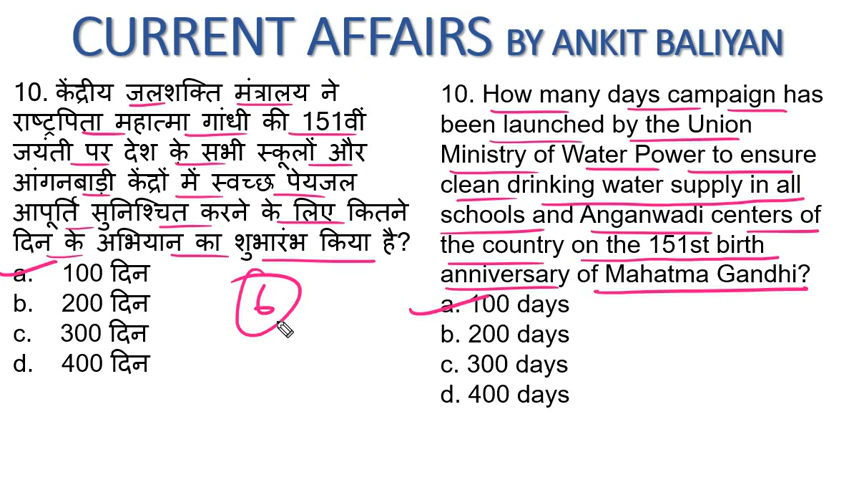 CURRENT AFFAIRS BY ANKIT BALIYAN
10. केंद्रीय जलशक्ति मंत्रालय ने
राष्ट्रपिता महात्मा गांधी की 151वीं
जयंती पर देश के सभी स्कूलों और
आंगनबाड़ी केंद्रों में स्वच्छ पेयजल
आपूर्ति सुनिश्चित करने के लिए कितने
दिन के अभियान का शुभारंभ किया है?
a. 100 दिन
b. 200 दिन
c. 300 दिन
d. 400 दिन
6
10. How many days campaign has
been launched by the Union
Ministry of Water Power to ensure
clean drinking water supply in all
schools and Anganwadi centers of
the country on the 151st birth
anniversary of Mahatma Gandhi?
a. 100 days
b. 200 days
c. 300 days
d. 400 days